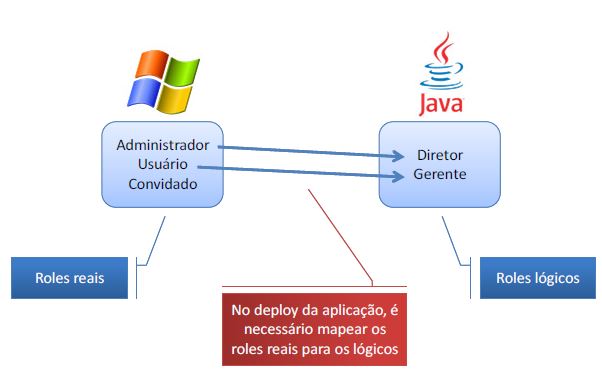 Java
Administrador
Usuário
Convidado
Diretor
Gerente
Roles reais
Roles lógicos
No deploy da aplicação, é
necessário mapear os
roles reais para os lógicos